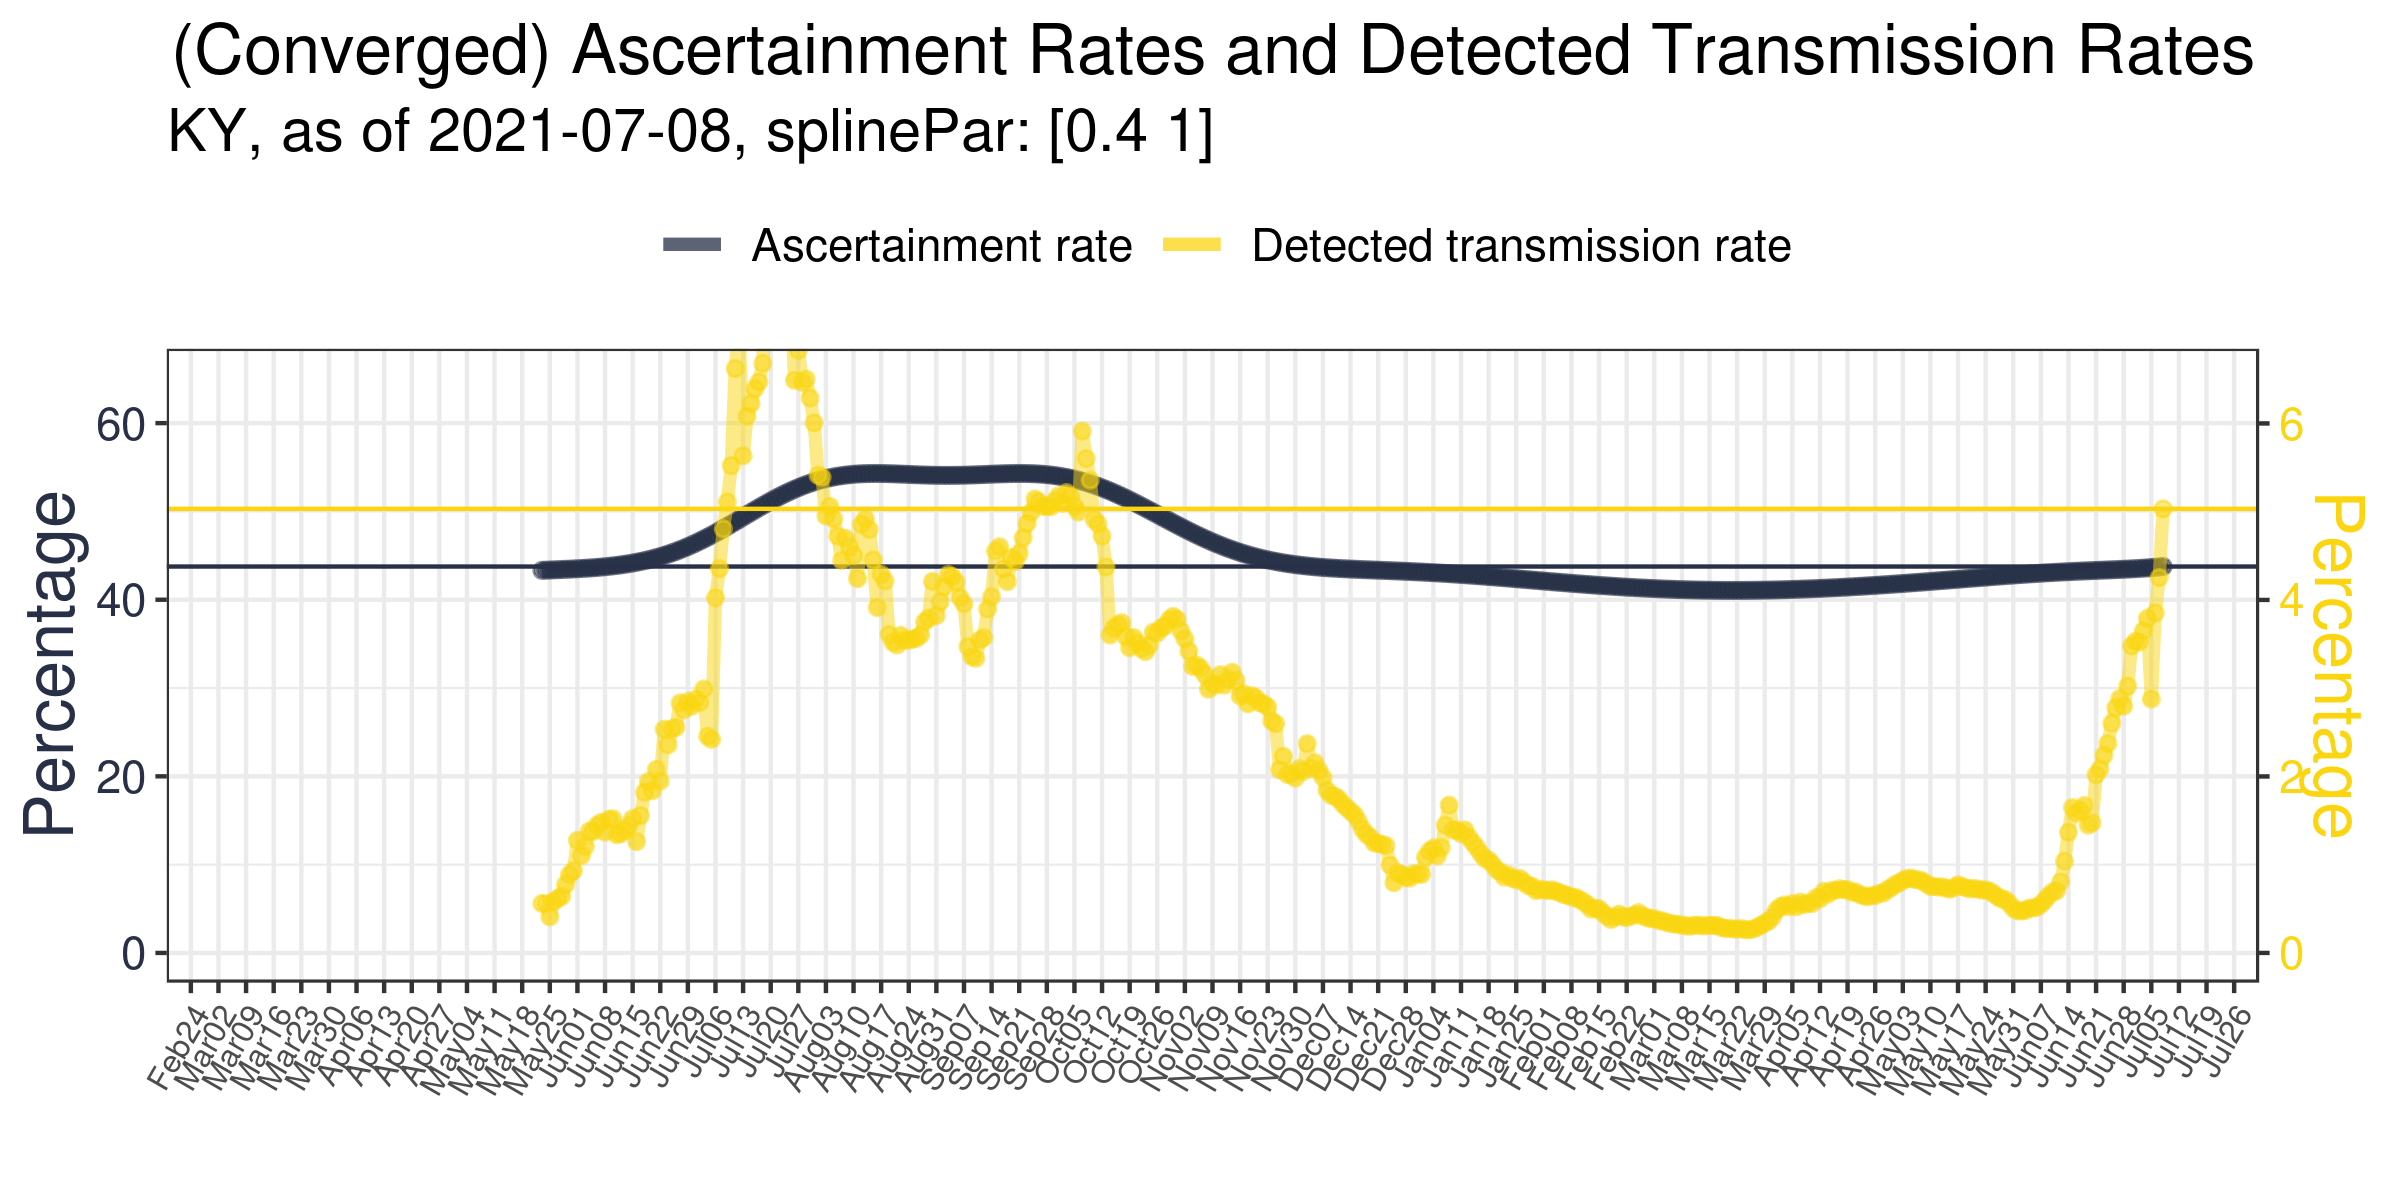 (Converged) Ascertainment Rates and Detected Transmission Rates
KY, as of 2021-07-08, splinePar: [0.4 1]
Ascertainment rate Detected transmission rate
Percentage
60
40
20
0
6
4
2
0
Percentage
Feb24 Mar02 Mar09 Mar16 Mar23 Mar30 Apr06 Apr13 Apr20 Apr27 May04 May11 May18 May25 Jun01 Jun08 Jun15 Jun22 Jun29 Jul06 Jul13 Jul20 Jul27 Aug03 Aug10 Aug17 Aug24 Aug31 Sep07 Sep14 Sep21 Sep28 Oct05 Oct12 Oct19 Oct26 Nov02 Nov09 Nov16 Nov23 Nov30 Dec07 Dec14 Dec21 Dec28 Jan04 Jan11 Jan18 Jan25 Feb01 Feb08 Feb15 Feb22 Mar01 Mar08 Mar15 Mar22 Mar29 Apr05 Apr12 Apr19 Apr26 May03 May10 May17 May24 May31 Jun07 Jun14 Jun21 Jun28 Jul05 Jul12 Jul19 Jul26